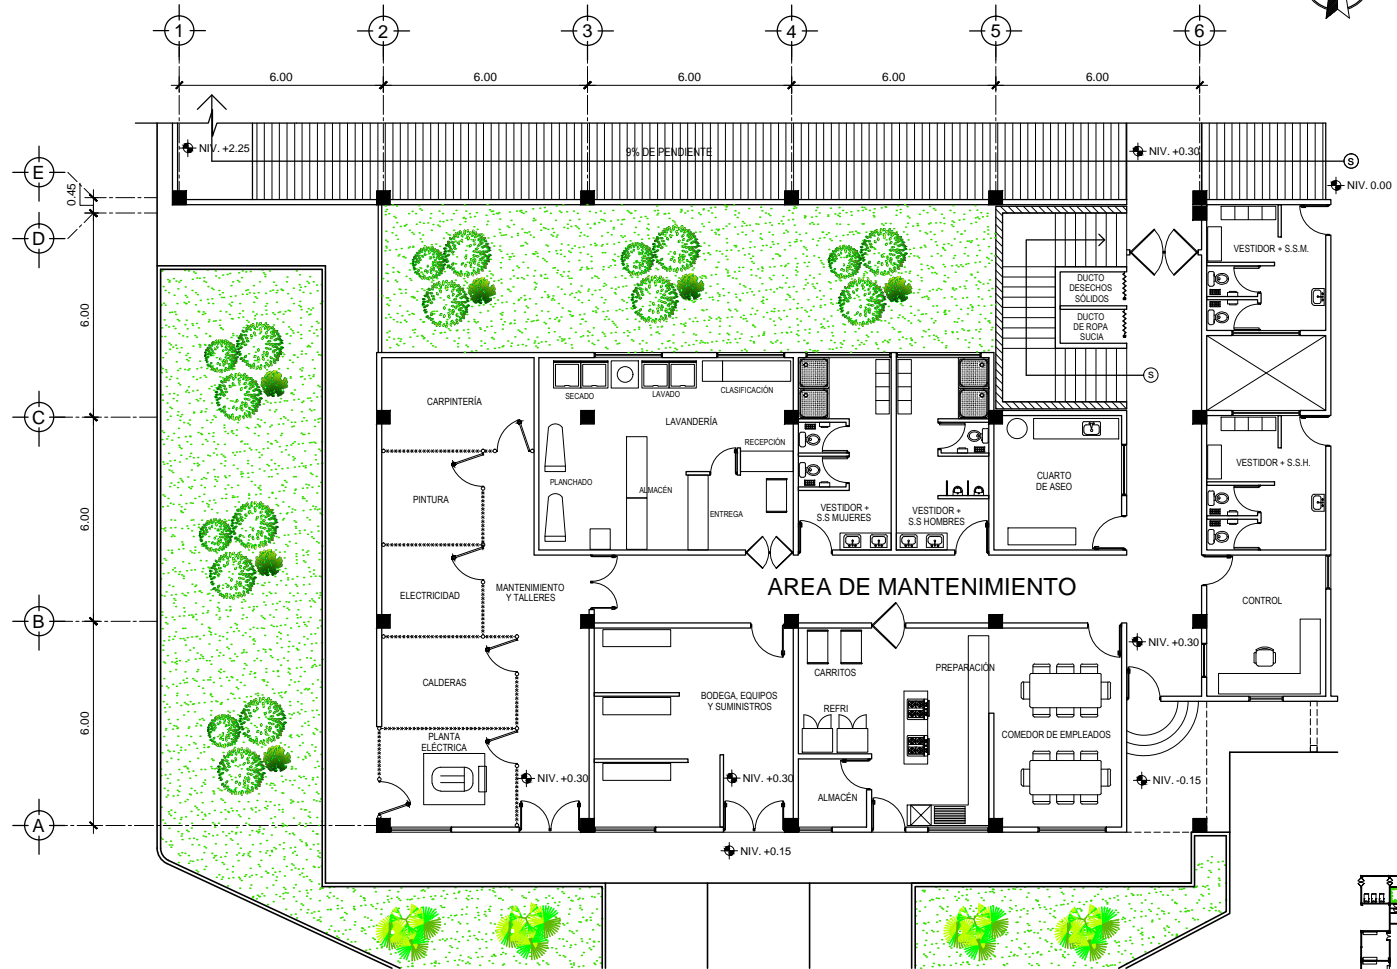 1
2
3
4
5
6
6.00
6.00
6.00
6.00
6.00
NIV. +2.25
9% DE PENDIENTE
NIV. +0.30
S
E
0.45
NIV. 0.00
D
VESTIDOR + S.S.M.
DUCTO
DESECHOS
SÓLIDOS
DUCTO
DE ROPA
SUCIA
6.00
S
SECADO
LAVADO
CLASIFICACIÓN
CARPINTERÍA
C
LAVANDERÍA
RECEPCIÓN
VESTIDOR + S.S.H.
CUARTO
DE ASEO
PLANCHADO
ALMACÉN
PINTURA
ENTREGA
VESTIDOR +
S.S MUJERES
VESTIDOR +
S.S HOMBRES
6.00
MANTENIMIENTO
Y TALLERES
ELECTRICIDAD
AREA DE MANTENIMIENTO
CONTROL
B
NIV. +0.30
CARRITOS
PREPARACIÓN
CALDERAS
BODEGA, EQUIPOS
Y SUMINISTROS
REFRI
6.00
PLANTA
ELÉCTRICA
COMEDOR DE EMPLEADOS
NIV. +0.30
NIV. +0.30
NIV. -0.15
ALMACÉN
A
NIV. +0.15